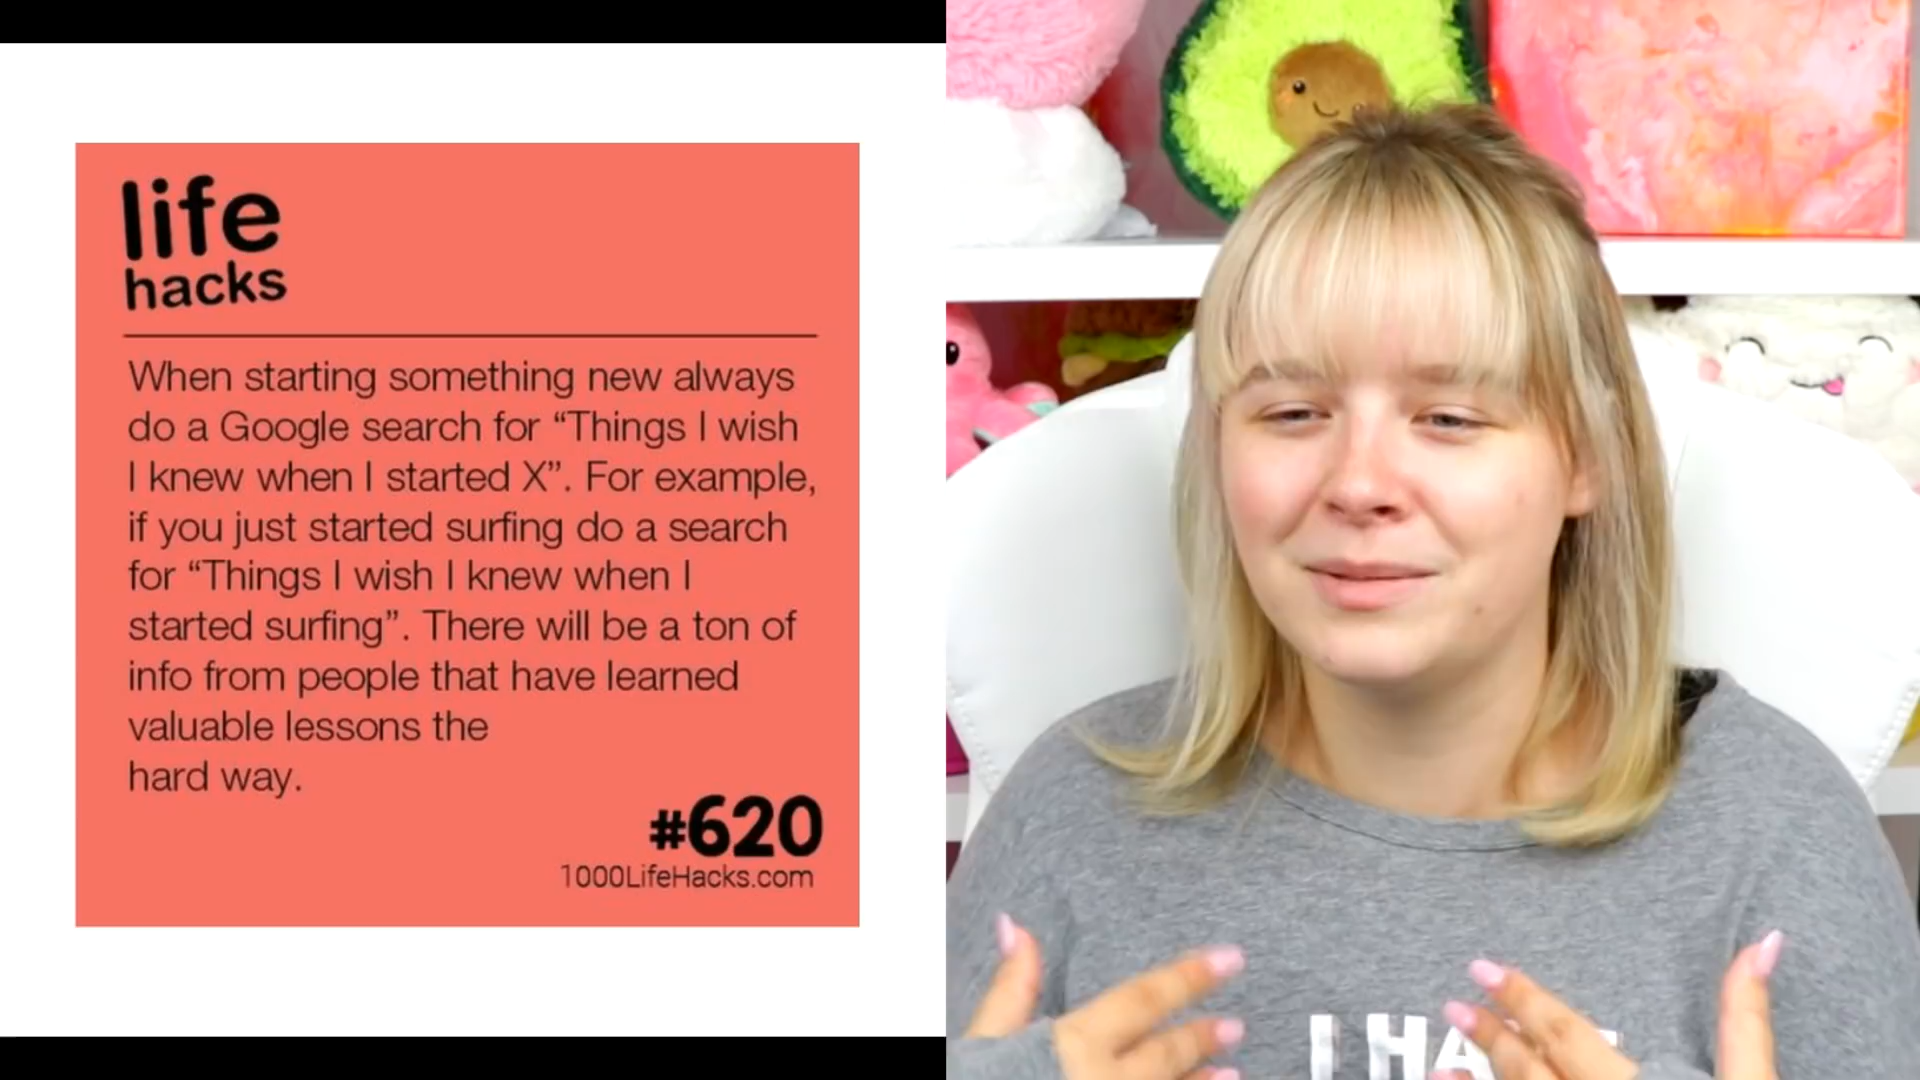 life
hacks
When starting something new always
do a Google search for “Things I wish
I knew when I started X”. For example,
if you just started surfing do a search
for “Things I wish I knew when I
started surfing”. There will be a ton of
info from people that have learned
valuable lessons the
hard way.
#620
1000LifeHacks.com
I